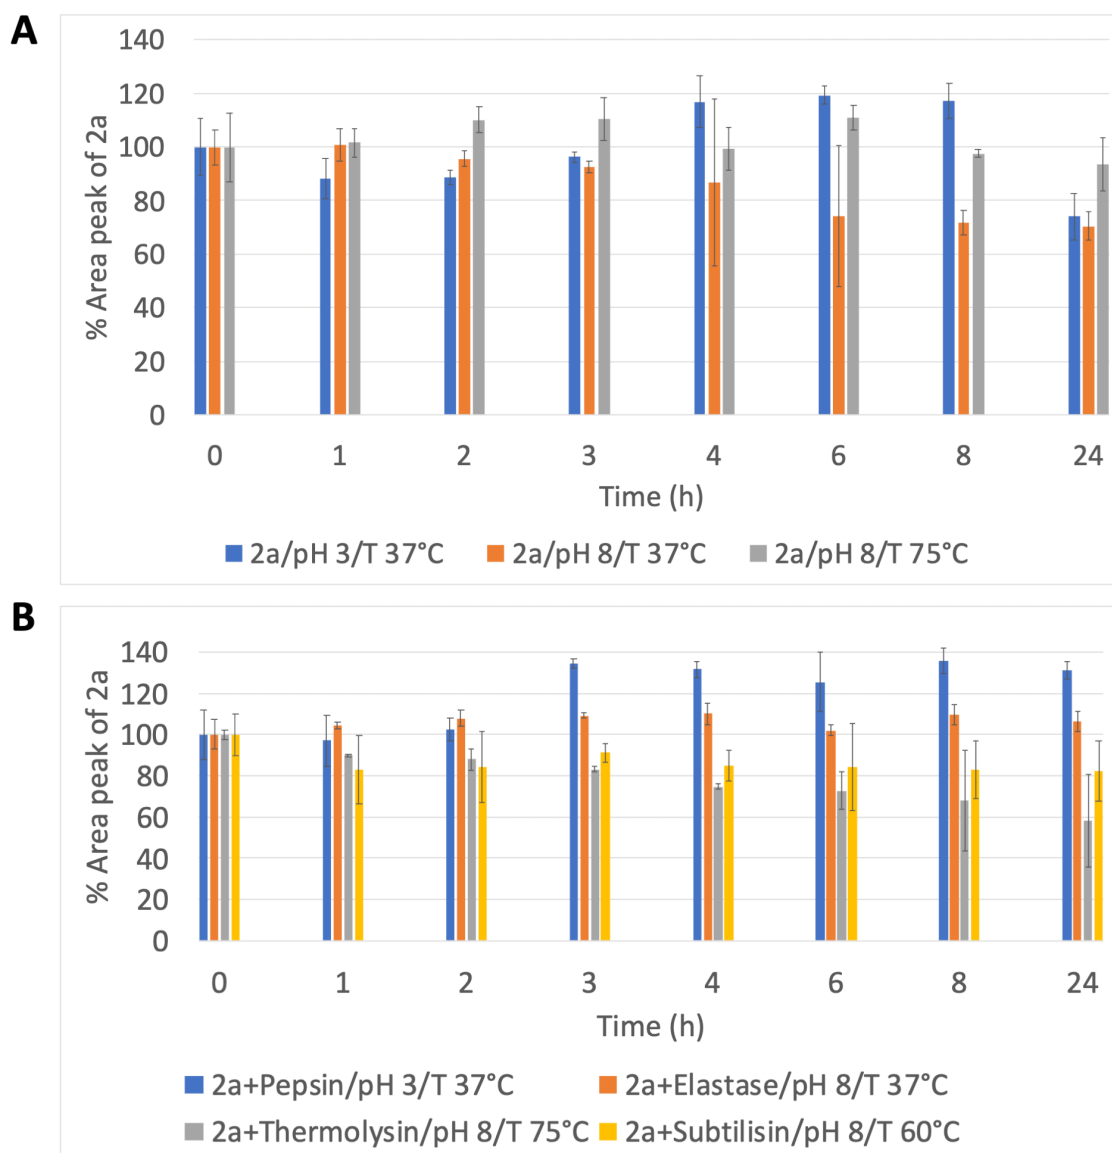 A
140
120
100
80
60
40
20
0
% Area peak of 2a
0 1 2 3 4 6 8 24
Time (h)
2a/pH 3/T 37°C 2a/pH 8/T 37°C 2a/pH 8/T 75°C
B
140
120
100
80
60
40
20
0
% Area peak of 2a
0 1 2 3 4 6 8 24
Time (h)
2a+Pepsin/pH 3/T 37°C 2a+Elastase/pH 8/T 37°C
2a+Thermolysin/pH 8/T 75°C 2a+Subtilisin/pH 8/T 60°C